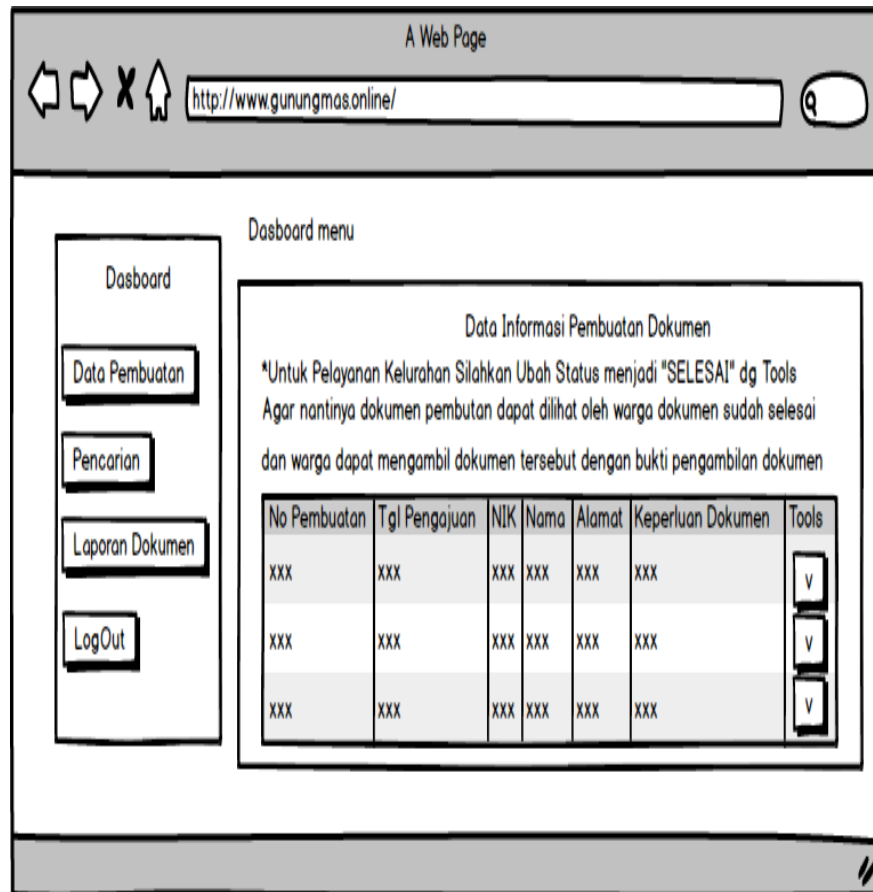 A Web Page
http://www.gunungmas.online/
Dasboard menu
Dasboard
Data Pembuatan
Pencarian
Laporan Dokumen
LogOut
Data Informasi Pembuatan Dokumen
*Untuk Pelayanan Kelurahan Silahkan Ubah Status menjadi "SELESAI" dg Tools
Agar nantinya dokumen pembutan dapat dilihat oleh warga dokumen sudah selesai
dan warga dapat mengambil dokumen tersebut dengan bukti pengambilan dokumen
No Pembuatan Tgl Pengajuan NIK Nama Alamat Keperluan Dokumen Tools
xxx xxx xxx xxx xxx xxx v
xxx xxx xxx xxx xxx xxx v
xxx xxx xxx xxx xxx xxx v